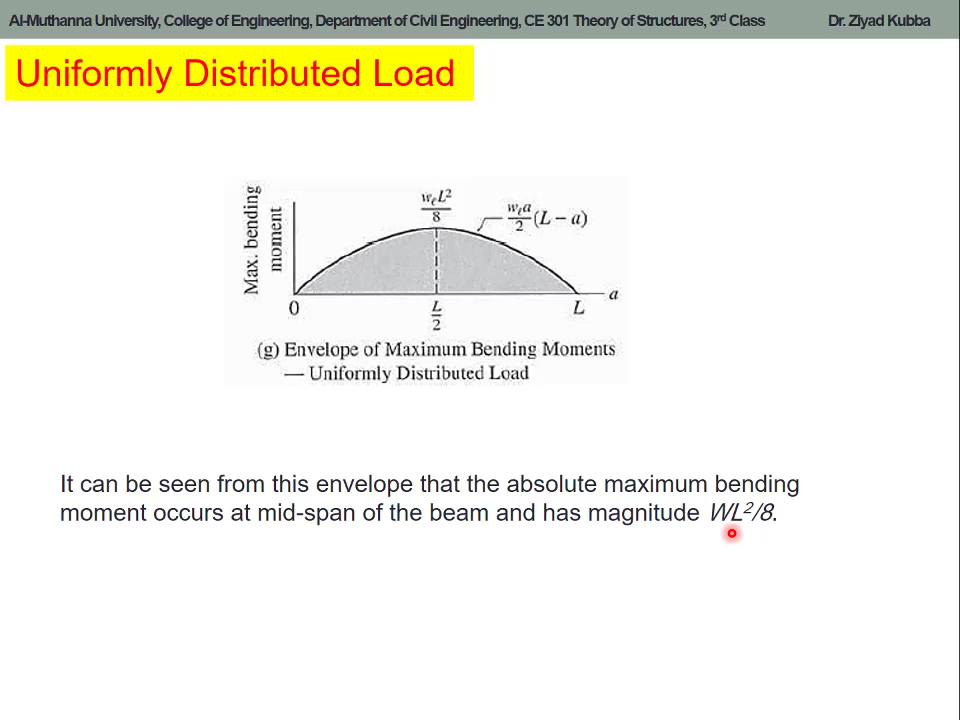 Al-Muthanna University, College of Engineering, Department of Civil Engineering, CE 301 Theory of Structures, 3rd Class Dr. Ziyad Kubba
Uniformly Distributed Load
Max. bending
moment
wℓL²/8
wℓa/2 (L – a)
0
L/2
L
a
(g) Envelope of Maximum Bending Moments
— Uniformly Distributed Load
It can be seen from this envelope that the absolute maximum bending
moment occurs at mid-span of the beam and has magnitude WL²/8.